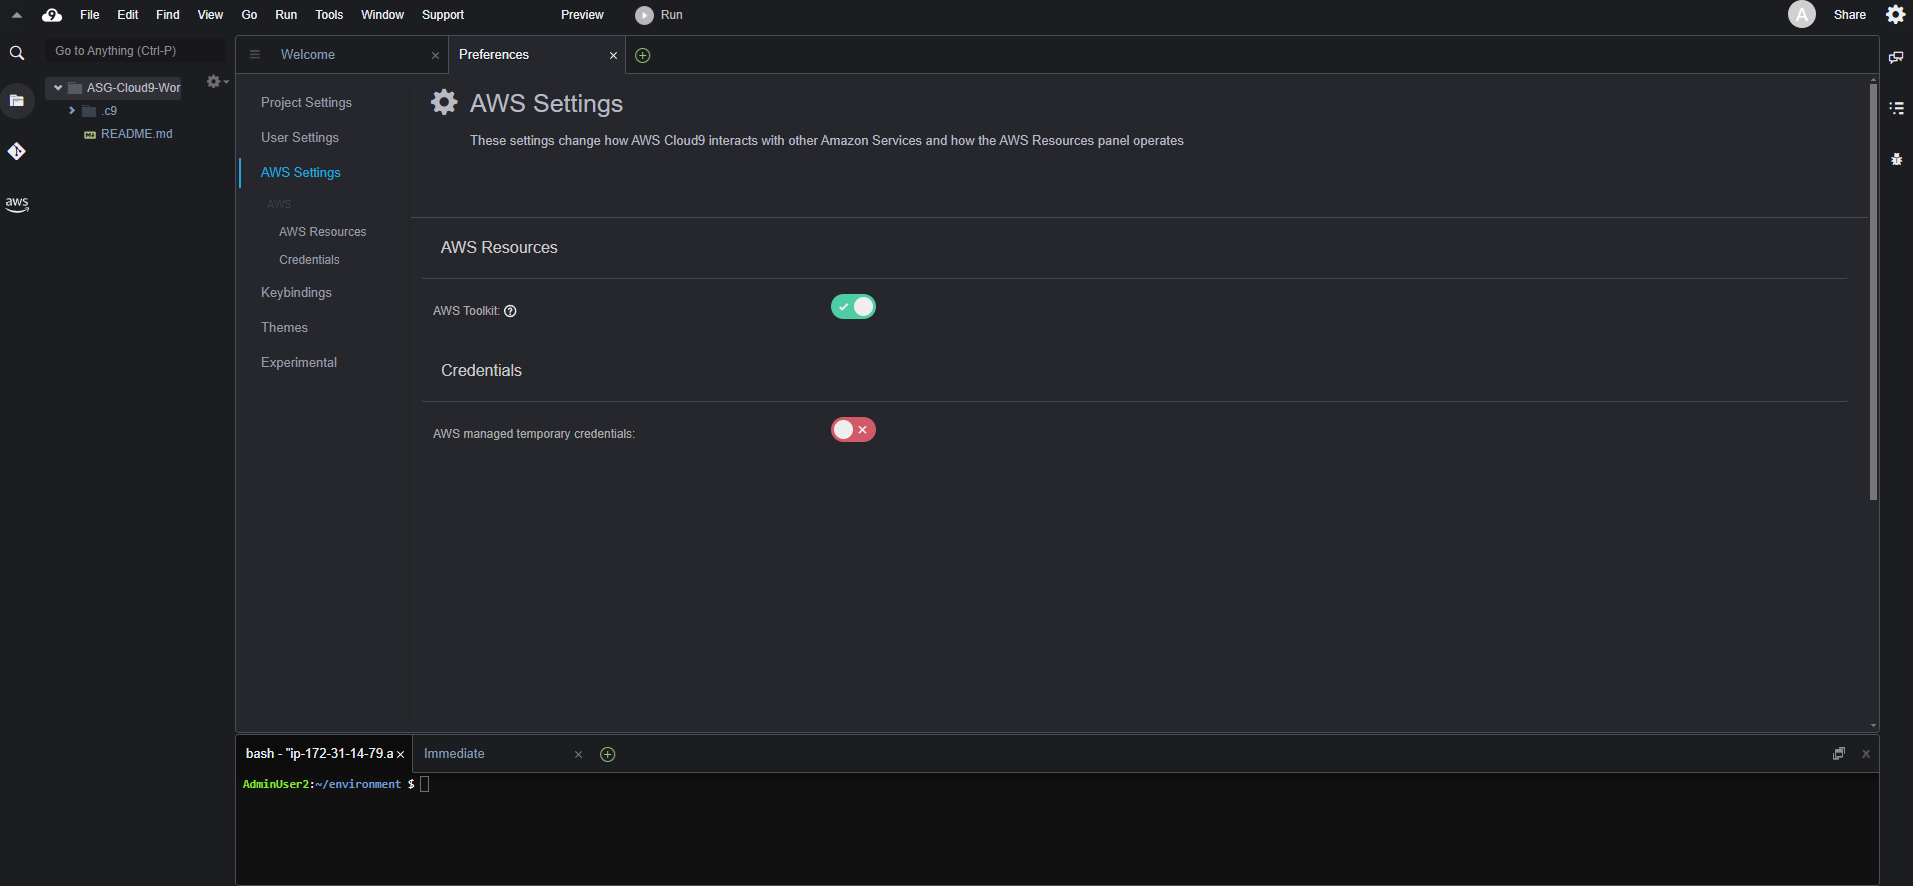 9 File Edit Find View Go Run Tools Window Support Preview Run A Share
Go to Anything (Ctrl-P)
ASG-Cloud9-Wor
.c9
README.md
aws
Welcome
Preferences
Project Settings
User Settings
AWS Settings
AWS
AWS Resources
Credentials
Keybindings
Themes
Experimental
AWS Settings
These settings change how AWS Cloud9 interacts with other Amazon Services and how the AWS Resources panel operates
AWS Resources
AWS Toolkit: ?
Credentials
AWS managed temporary credentials:
bash - "ip-172-31-14-79.a
Immediate
AdminUser2:~/environment $